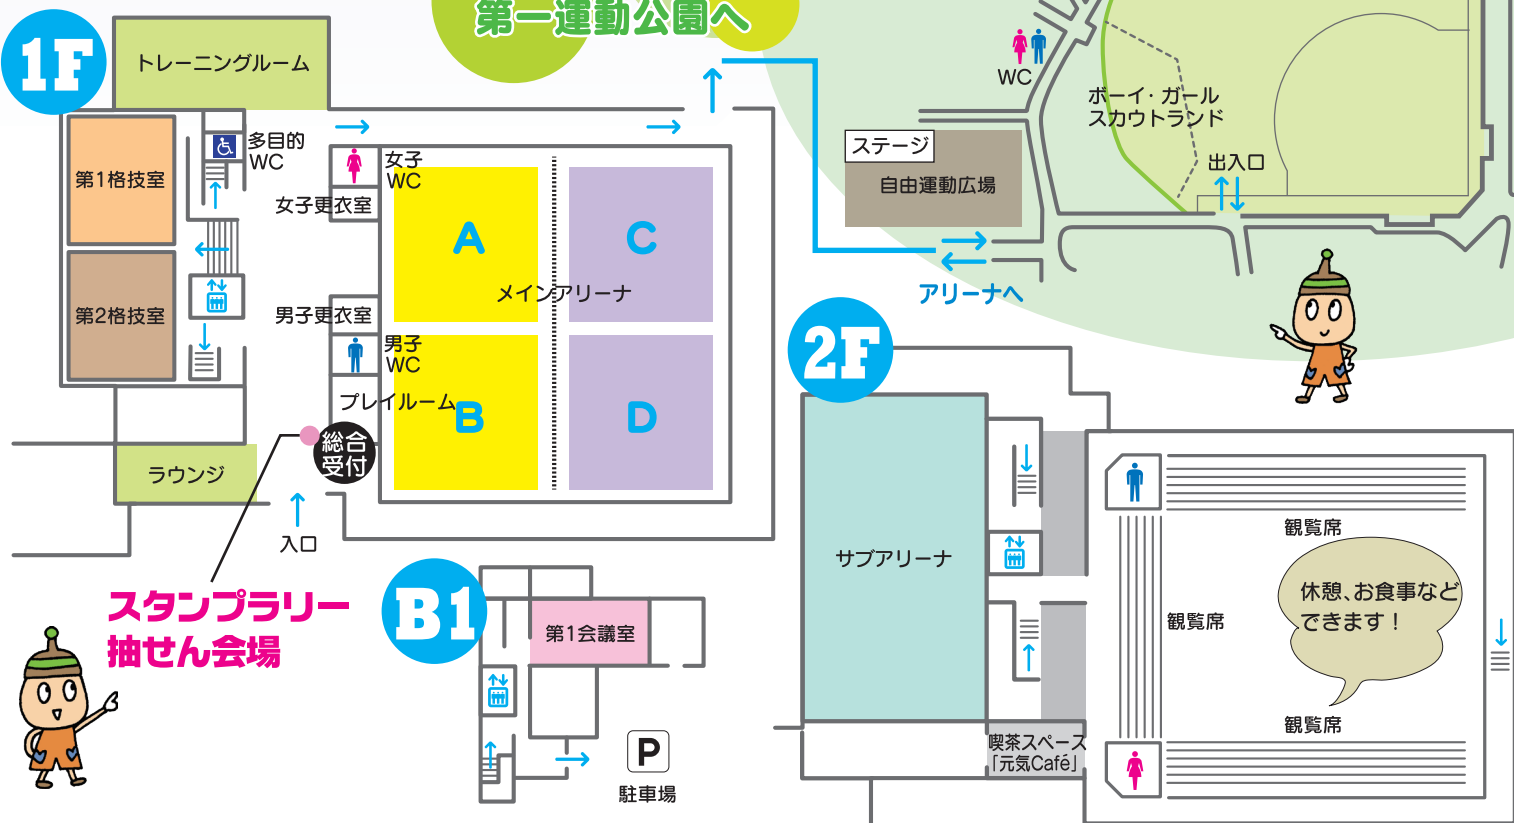 第一運動公園へ
1F
トレーニングルーム
多目的
WC
第1格技室
第2格技室
女子
WC
女子更衣室
男子更衣室
男子
WC
プレイルーム
A
C
メインアリーナ
B
D
総合
受付
ラウンジ
入口
スタンプラリー
抽せん会場
WC
ボーイ・ガール
スカウトランド
出入口
ステージ
自由運動広場
アリーナへ
B1
第1会議室
P
駐車場
2F
サブアリーナ
喫茶スペース
「元気Café」
観覧席
観覧席
観覧席
休憩、お食事など
できます！